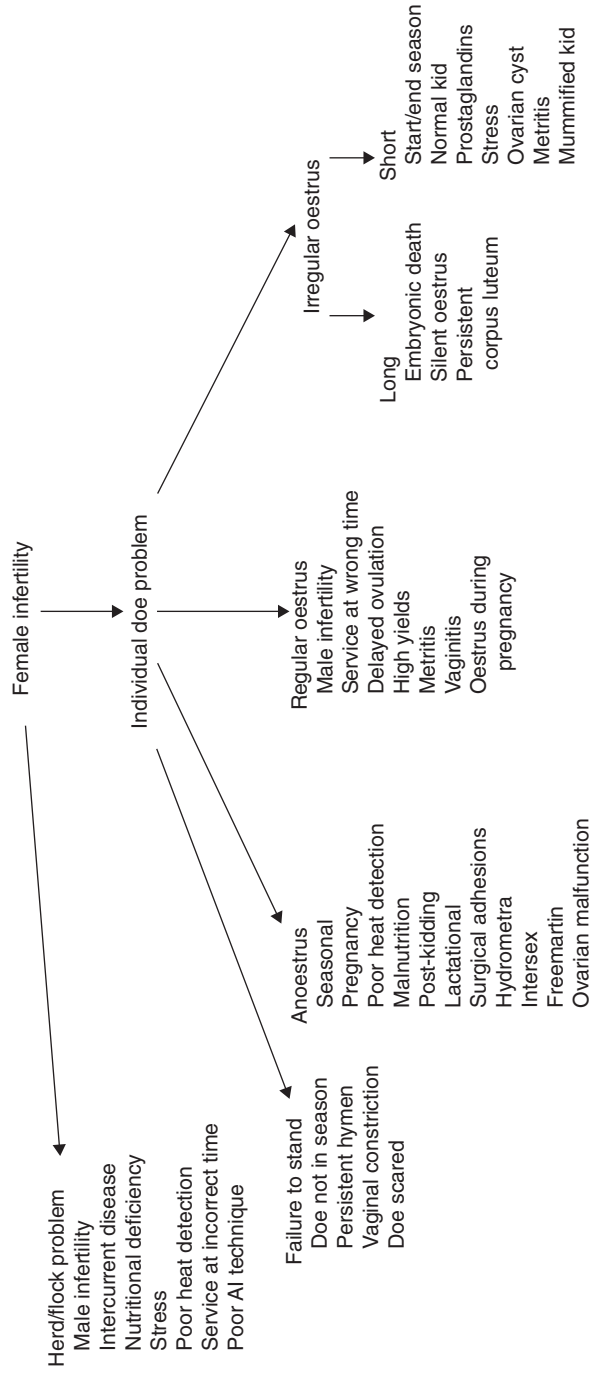 Female infertility
Herd/flock problem
Male infertility
Intercurrent disease
Nutritional deficiency
Stress
Poor heat detection
Service at incorrect time
Poor AI technique
Individual doe problem
Failure to stand
Doe not in season
Persistent hymen
Vaginal constriction
Doe scared
Anoestrus
Seasonal
Pregnancy
Poor heat detection
Malnutrition
Post-kidding
Lactational
Surgical adhesions
Hydrometra
Intersex
Freemartin
Ovarian malfunction
Regular oestrus
Male infertility
Service at wrong time
Delayed ovulation
High yields
Metritis
Vaginitis
Oestrus during
pregnancy
Irregular oestrus
Long
Embryonic death
Silent oestrus
Persistent
corpus luteum
Short
Start/end season
Normal kid
Prostaglandins
Stress
Ovarian cyst
Metritis
Mummified kid